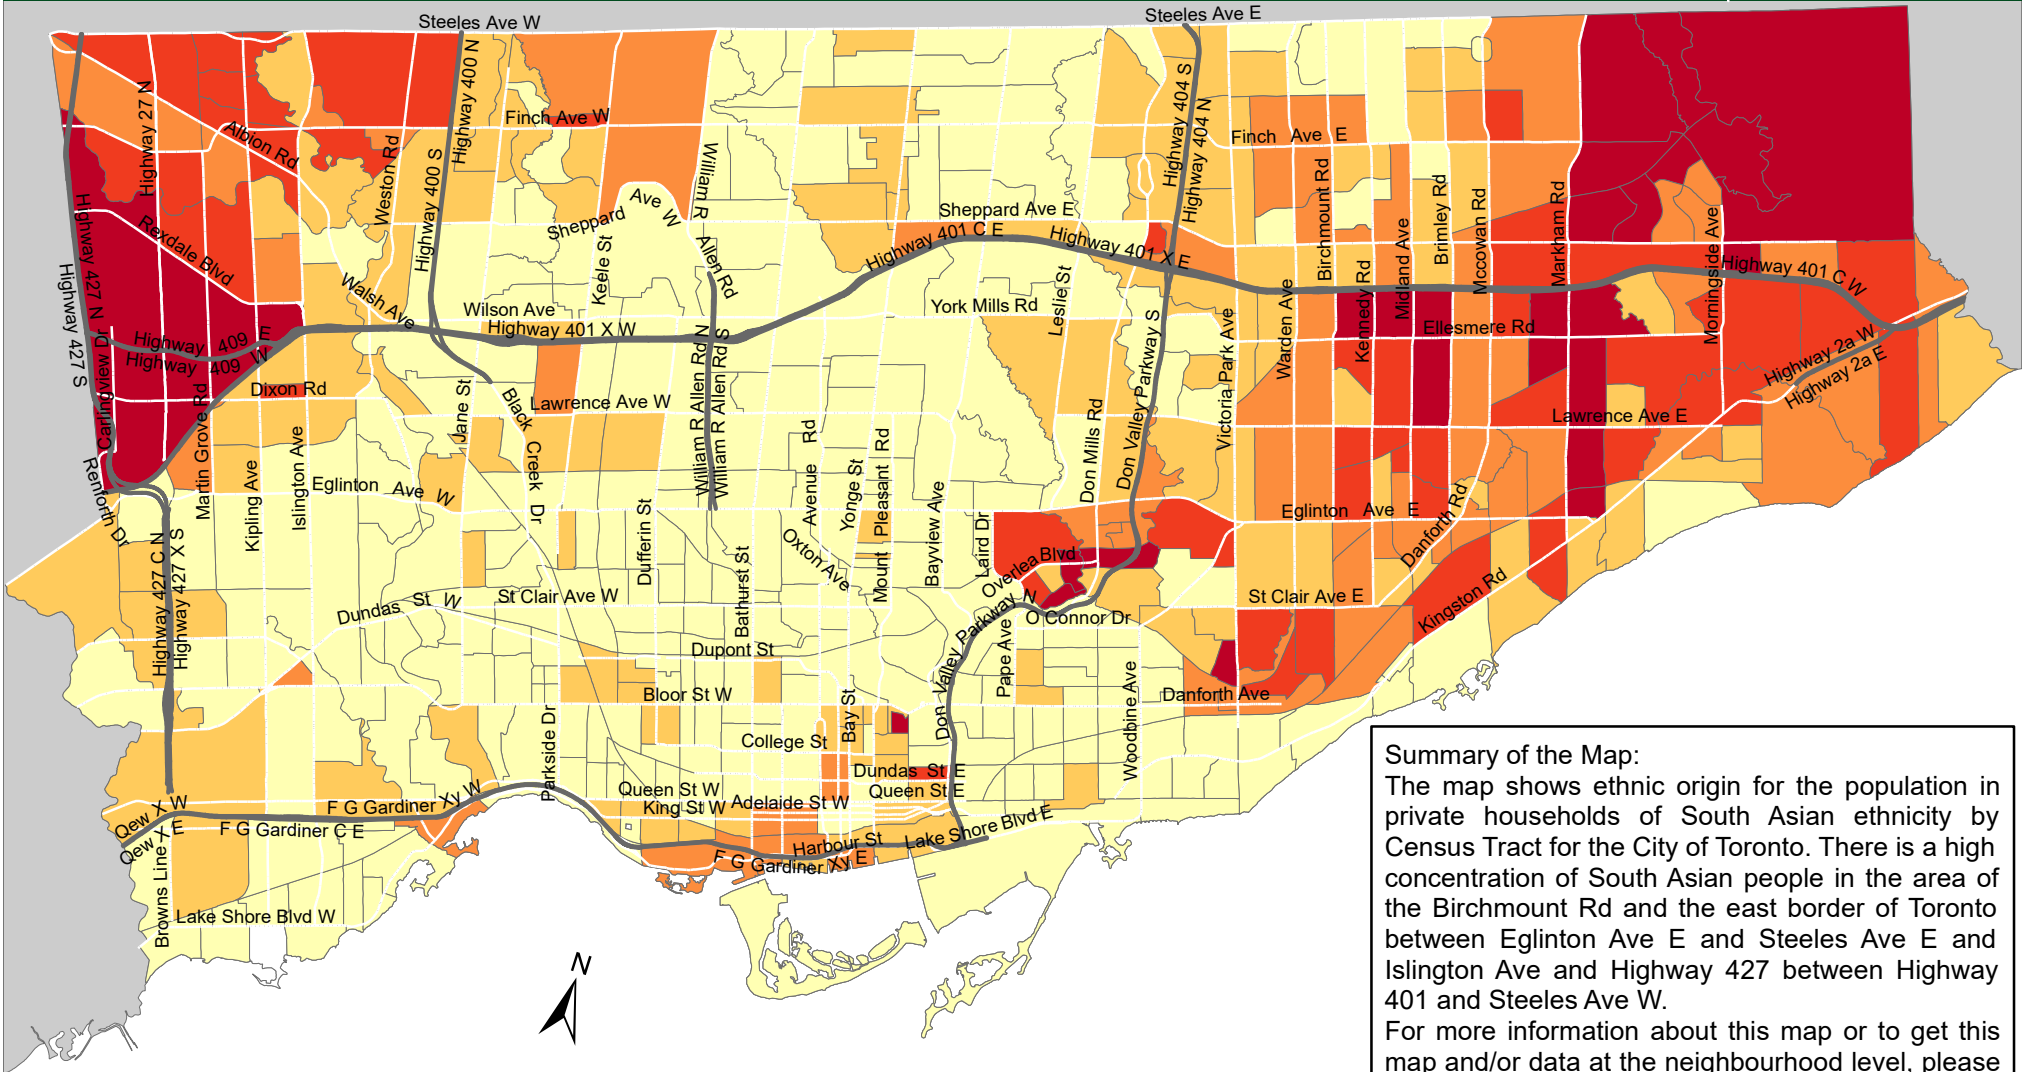 Steeles Ave W
Steeles Ave E
Highway 400 N
Highway 404 S
Highway 404 N
Highway 27 N
Finch Ave W
Finch Ave E
Albion Rd
Weston Rd
Highway 400 S
William R
Allen Rd
Sheppard
Ave W
Keele St
Sheppard Ave E
Highway 401 C E
Highway 401 X E
Birchmount Rd
Kennedy Rd
Midland Ave
Brimley Rd
Mccowan Rd
Markham Rd
Morningside Ave
Highway 401 C W
Highway 427 N
Highway 427 S
Rexdale Blvd
Walsh Ave
Wilson Ave
Highway 401 X W
York Mills Rd
Leslie St
Warden Ave
Ellesmere Rd
Highway 2a W
Highway 2a E
Highway 409 E
Highway 409 W
Carlingview Dr
Dixon Rd
Martin Grove Rd
Jane St
Black Creek Dr
Lawrence Ave W
William R Allen Rd N
William R Allen Rd S
Avenue Rd
Yonge St
Mount Pleasant Rd
Bayview Ave
Don Mills Rd
Don Valley Parkway S
Victoria Park Ave
Lawrence Ave E
Renforth Dr
Kipling Ave
Islington Ave
Eglinton Ave W
Eglinton Ave E
Danforth Rd
Highway 427 C N
Highway 427 X S
Dufferin St
Bathurst St
Oxton Ave
Laird Dr
Overlea Blvd
Dundas St W
St Clair Ave W
St Clair Ave E
Kingston Rd
O Connor Dr
Don Valley Parkway N
Pape Ave
Dupont St
Bloor St W
Danforth Ave
Woodbine Ave
Parkside Dr
Bay St
College St
Dundas St E
Queen St W
Queen St E
King St W
Adelaide St W
Qew X W
Qew X E
F G Gardiner Xy W
F G Gardiner C E
Harbour St
Lake Shore Blvd E
F G Gardiner Xy E
Browns Line
Lake Shore Blvd W
N
Summary of the Map:
The map shows ethnic origin for the population in
private households of South Asian ethnicity by
Census Tract for the City of Toronto. There is a high
concentration of South Asian people in the area of
the Birchmount Rd and the east border of Toronto
between Eglinton Ave E and Steeles Ave E and
Islington Ave and Highway 427 between Highway
401 and Steeles Ave W.
For more information about this map or to get this
map and/or data at the neighbourhood level, please